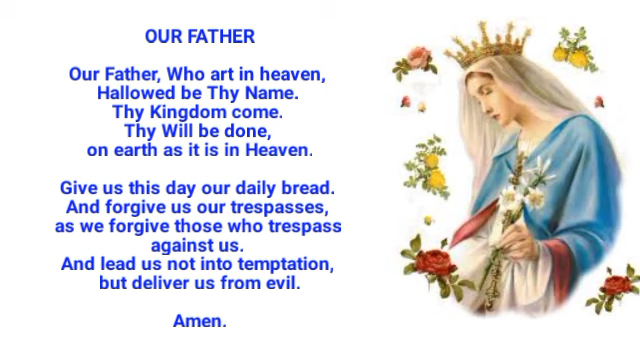 OUR FATHER
Our Father, Who art in heaven,
Hallowed be Thy Name.
Thy Kingdom come.
Thy Will be done,
on earth as it is in Heaven.
Give us this day our daily bread.
And forgive us our trespasses,
as we forgive those who trespass
against us.
And lead us not into temptation,
but deliver us from evil.
Amen.